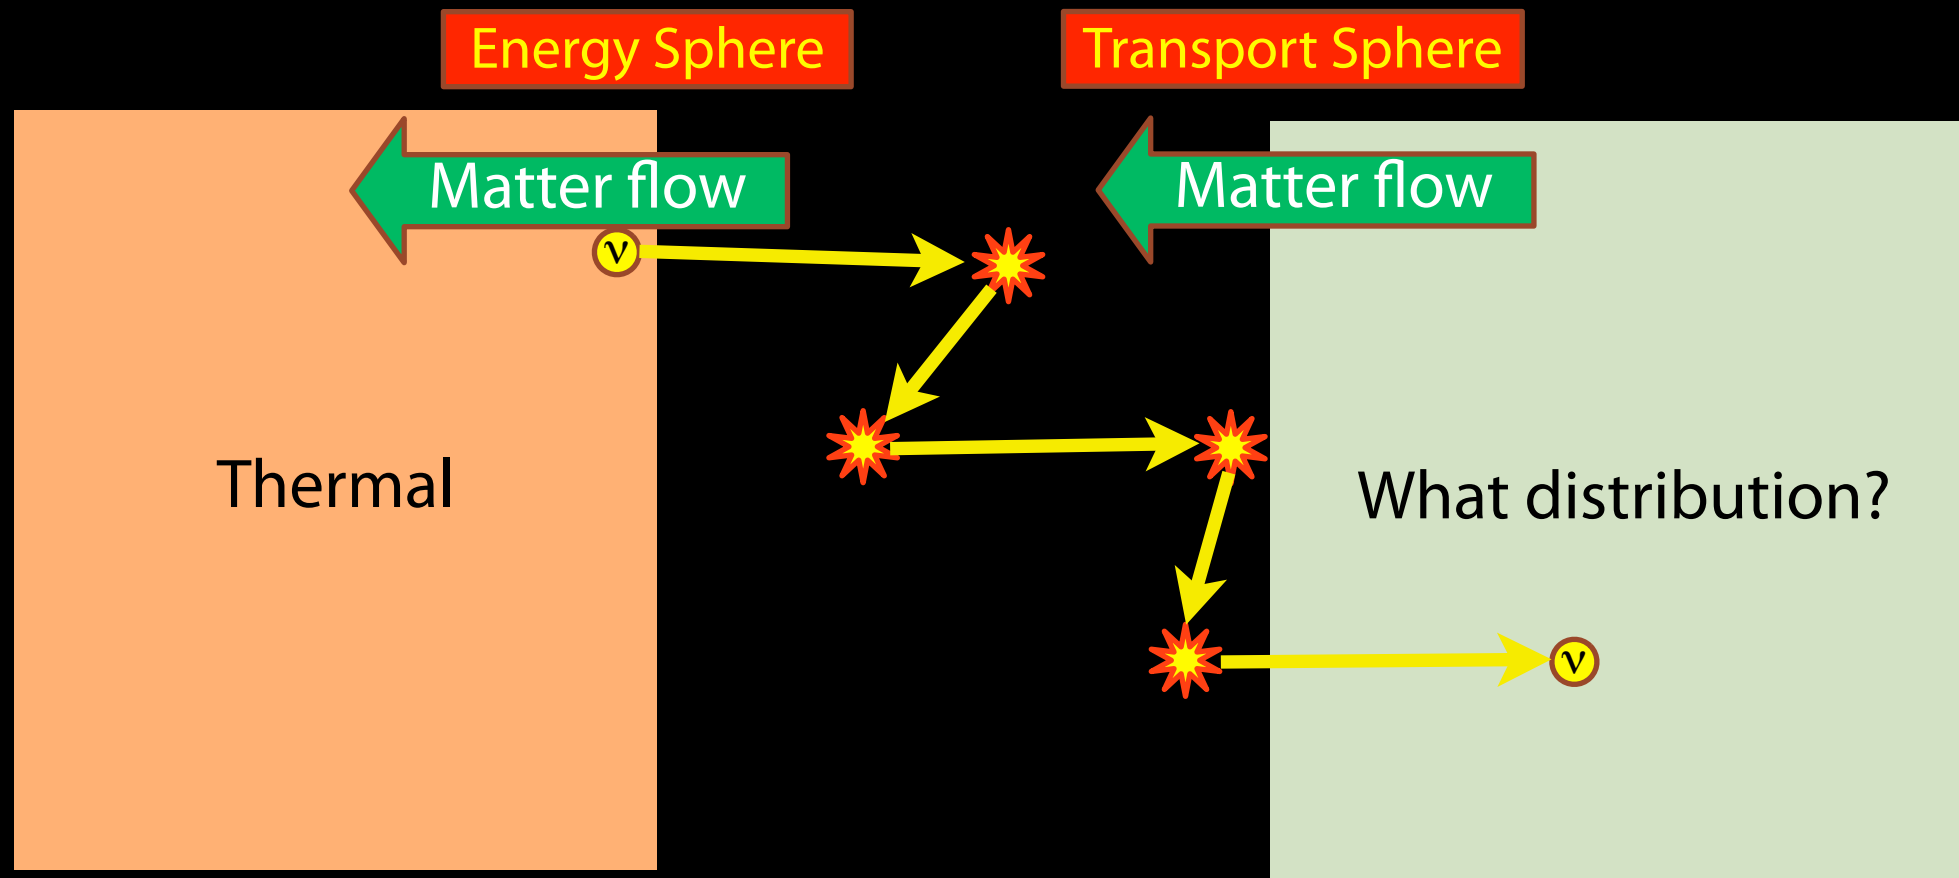 Energy Sphere
Transport Sphere
Matter flow
Matter flow
ν
Thermal
What distribution?
ν